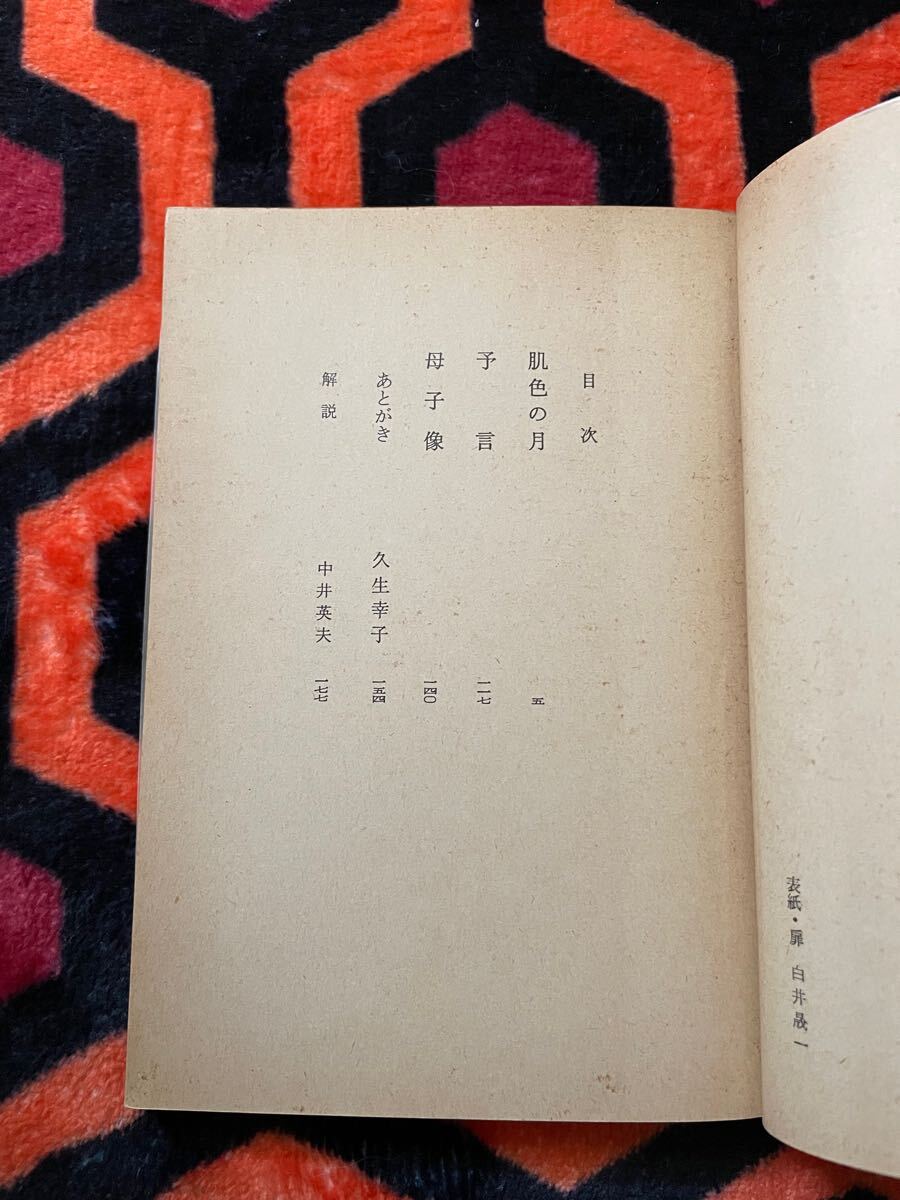 目次
肌色の月 五
予言 一一七
母子像 一四〇
あとがき 久生幸子 一五四
解説 中井英夫 一七七
表紙・扉 白井晟一